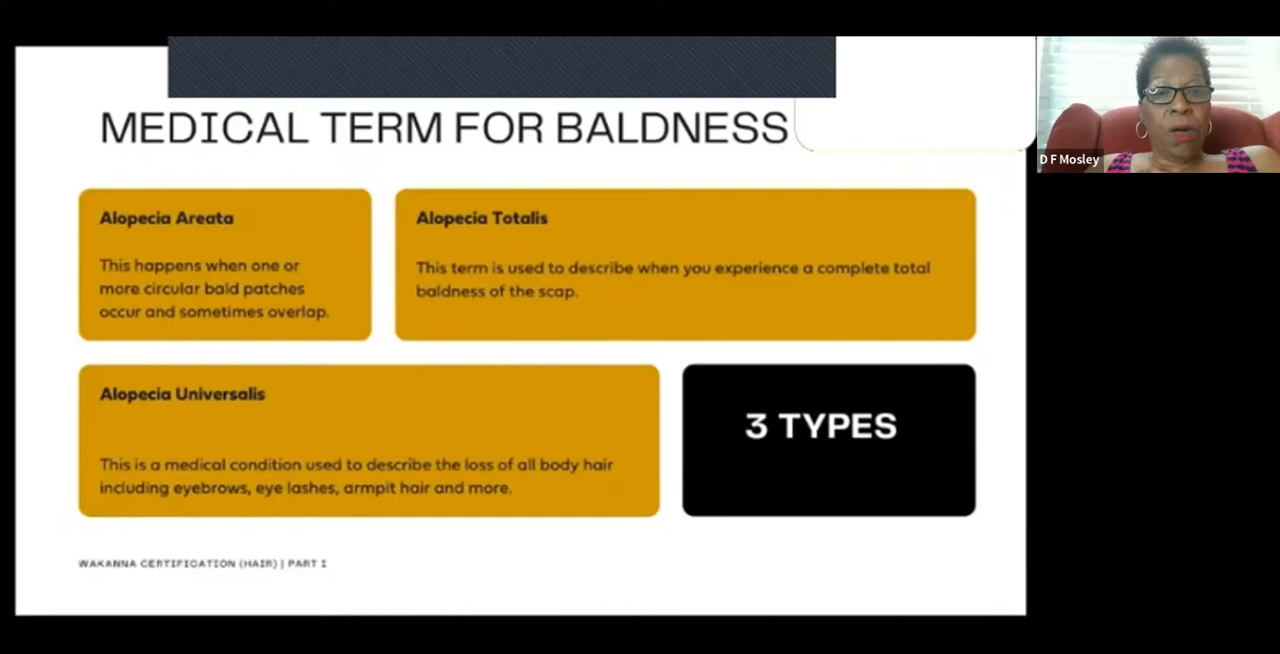 MEDICAL TERM FOR BALDNESS
Alopecia Areata
This happens when one or
more circular bald patches
occur and sometimes overlap.
Alopecia Totalis
This term is used to describe when you experience a complete total
baldness of the scap.
Alopecia Universalis
This is a medical condition used to describe the loss of all body hair
including eyebrows, eye lashes, armpit hair and more.
3 TYPES
WAKANNA CERTIFICATION (HAIR) | PART I
D F Mosley